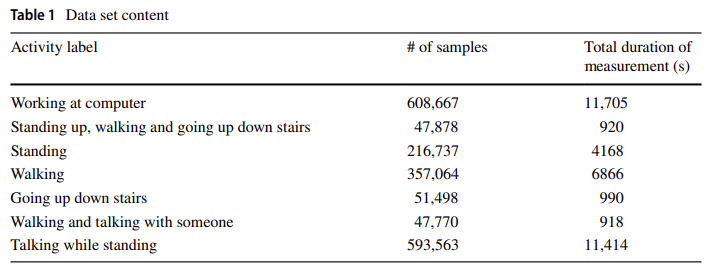 Table 1 Data set content
Activity label # of samples Total duration of
measurement (s)
Working at computer 608,667 11,705
Standing up, walking and going up down stairs 47,878 920
Standing 216,737 4168
Walking 357,064 6866
Going up down stairs 51,498 990
Walking and talking with someone 47,770 918
Talking while standing 593,563 11,414